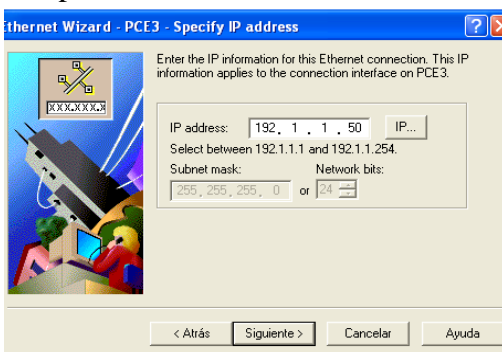 Ethernet Wizard - PCE3 - Specify IP address
Enter the IP information for this Ethernet connection. This IP
information applies to the connection interface on PCE3.
XXX.XXX.X
IP address: 192 . 1 . 1 . 50 IP...
Select between 192.1.1.1 and 192.1.1.254.
Subnet mask: Network bits:
255 . 255 . 255 . 0 or 24
< Atrás Siguiente > Cancelar Ayuda